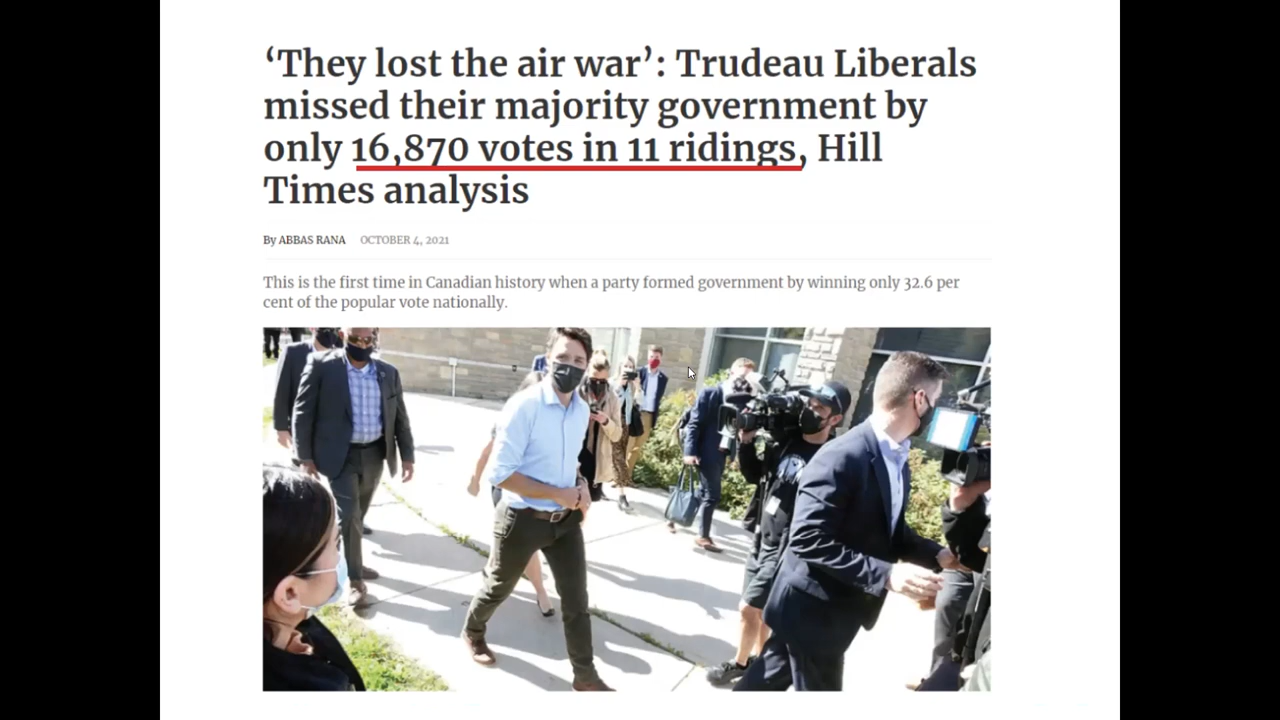 ‘They lost the air war’: Trudeau Liberals
missed their majority government by
only 16,870 votes in 11 ridings, Hill
Times analysis
By ABBAS RANA OCTOBER 4, 2021
This is the first time in Canadian history when a party formed government by winning only 32.6 per
cent of the popular vote nationally.